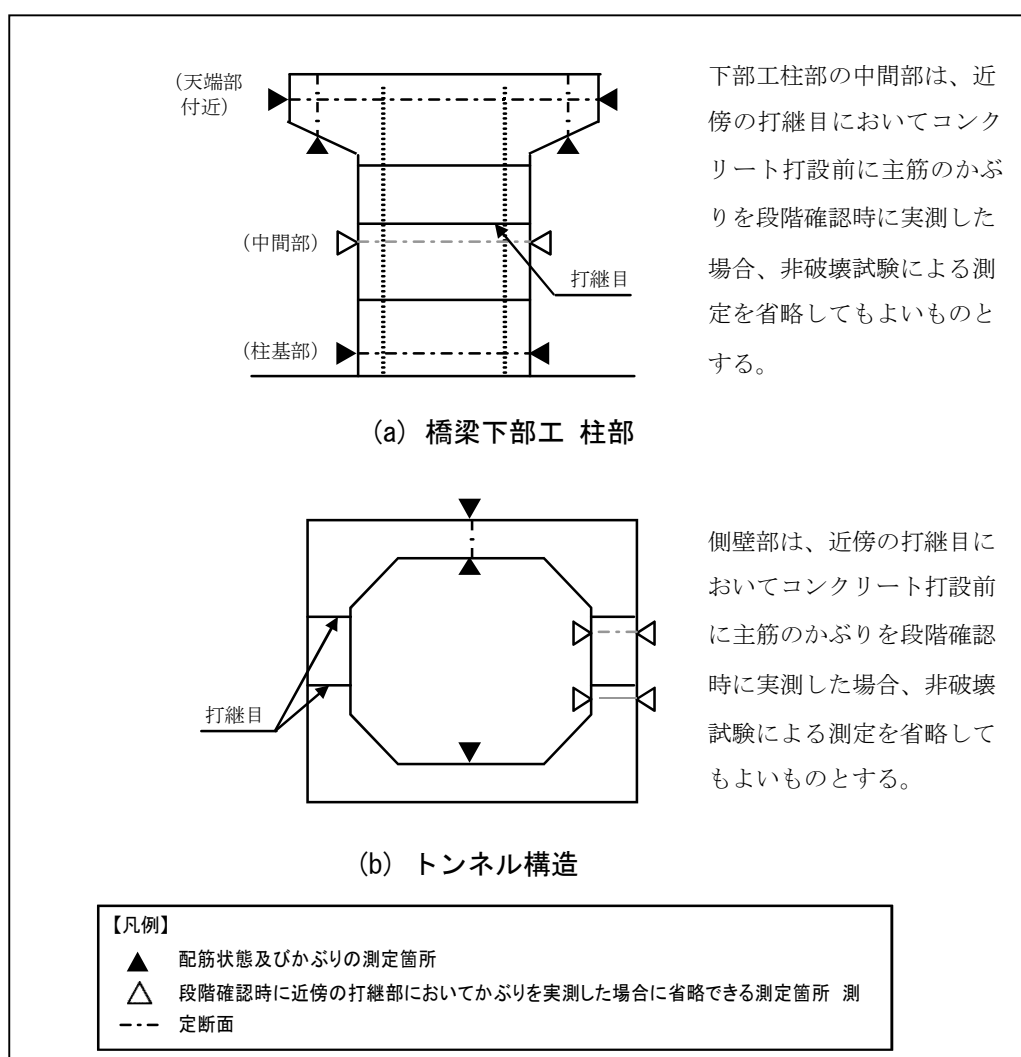 (天端部
付近)
下部工柱部の中間部は、近
傍の打継目においてコンク
リート打設前に主筋のかぶ
りを段階確認時に実測した
場合、非破壊試験による測
定を省略してもよいものと
する。
(中間部)
打継目
(柱基部)
(a) 橋梁下部工 柱部
側壁部は、近傍の打継目に
おいてコンクリート打設前
に主筋のかぶりを段階確認
時に実測した場合、非破壊
試験による測定を省略して
もよいものとする。
打継目
(b) トンネル構造
【凡例】
配筋状態及びかぶりの測定箇所
段階確認時に近傍の打継部においてかぶりを実測した場合に省略できる測定箇所 測
定断面